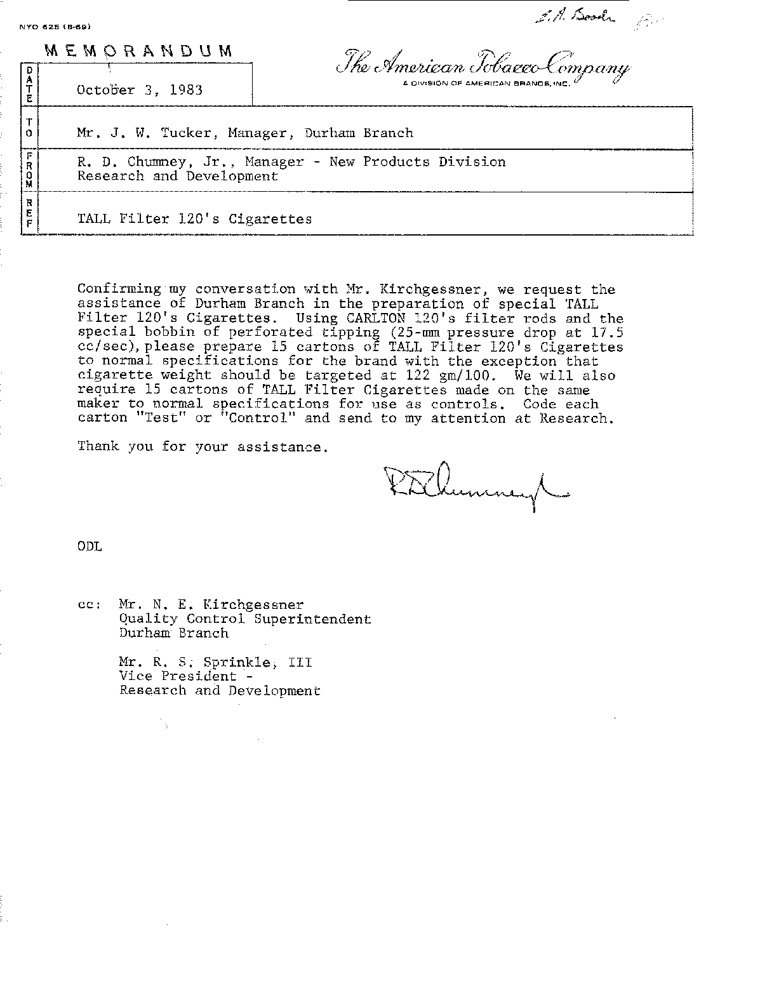 NYO 625 (8-69)
MEMORANDUM
The American Tobacco Company
A DIVISION OF AMERICAN BRANDS, INC.
DATE
October 3, 1983
TO
Mr. J. W. Tucker, Manager, Durham Branch
FROM
R. D. Chumney, Jr., Manager - New Products Division
Research and Development
REF
TALL Filter 120's Cigarettes
Confirming my conversation with Mr. Kirchgessner, we request the
assistance of Durham Branch in the preparation of special TALL
Filter 120's Cigarettes. Using CARLTON 120's filter rods and the
special bobbin of perforated tipping (25-mm pressure drop at 17.5
cc/sec), please prepare 15 cartons of TALL Filter 120's Cigarettes
to normal specifications for the brand with the exception that
cigarette weight should be targeted at 122 gm/100. We will also
require 15 cartons of TALL Filter Cigarettes made on the same
maker to normal specifications for use as controls. Code each
carton "Test" or "Control" and send to my attention at Research.
Thank you for your assistance.
RDChumneyJr
ODL
cc: Mr. N. E. Kirchgessner
Quality Control Superintendent
Durham Branch
Mr. R. S. Sprinkle, III
Vice President -
Research and Development